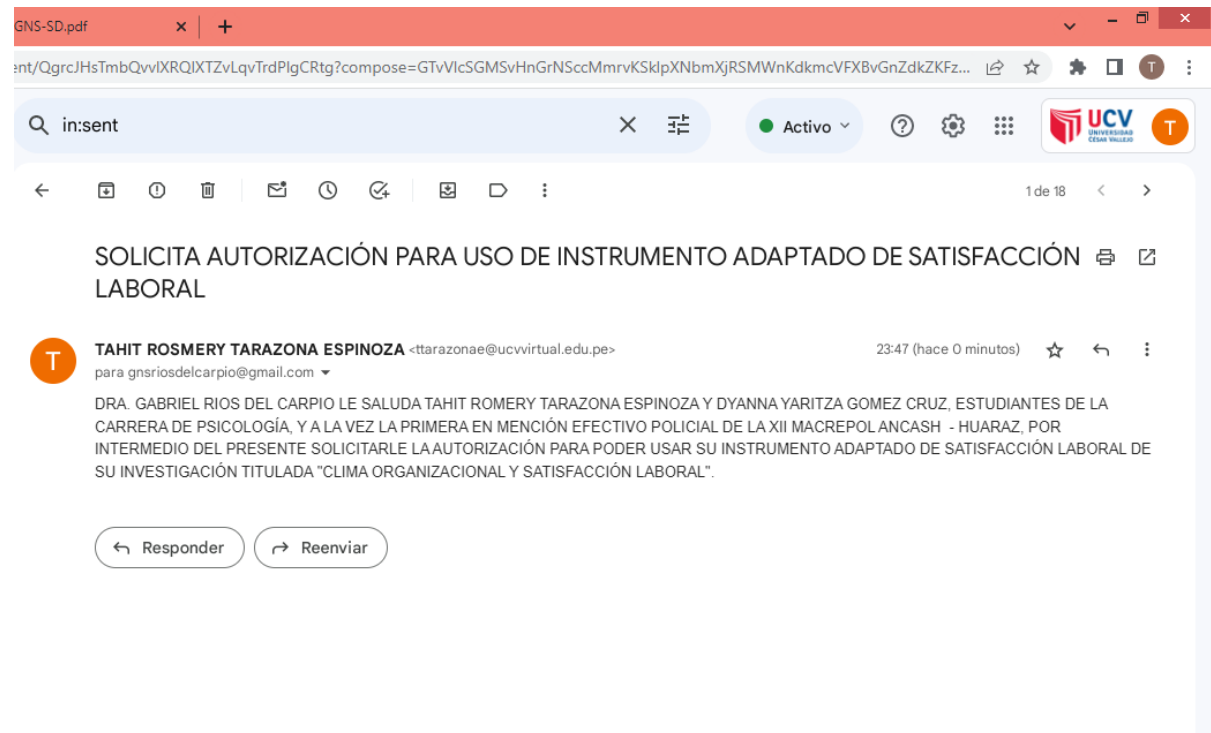 GNS-SD.pdf
ent/QgrcJHsTmbQvvlXRQlXTZvLqvTrdPlgCRtg?compose=GTvVlcSGMSvHnGrNSccMmrvKSklpXNbmXjRSMWnKdkmcVFXBvGnZdkZKFz...
T
in:sent
Activo
UCV
UNIVERSIDAD
CÉSAR VALLEJO
T
1 de 18
SOLICITA AUTORIZACIÓN PARA USO DE INSTRUMENTO ADAPTADO DE SATISFACCIÓN
LABORAL
T
TAHIT ROSMERY TARAZONA ESPINOZA <ttarazonae@ucvvirtual.edu.pe>
23:47 (hace 0 minutos)
para gnsriosdelcarpio@gmail.com
DRA. GABRIEL RIOS DEL CARPIO LE SALUDA TAHIT ROMERY TARAZONA ESPINOZA Y DYANNA YARITZA GOMEZ CRUZ, ESTUDIANTES DE LA
CARRERA DE PSICOLOGÍA, Y A LA VEZ LA PRIMERA EN MENCIÓN EFECTIVO POLICIAL DE LA XII MACREPOL ANCASH - HUARAZ, POR
INTERMEDIO DEL PRESENTE SOLICITARLE LA AUTORIZACIÓN PARA PODER USAR SU INSTRUMENTO ADAPTADO DE SATISFACCIÓN LABORAL DE
SU INVESTIGACIÓN TITULADA "CLIMA ORGANIZACIONAL Y SATISFACCIÓN LABORAL".
Responder
Reenviar